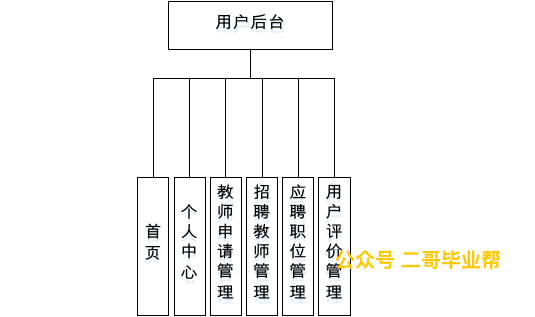 用户后台
首页
个人中心
教师申请管理
招聘教师管理
应聘职位管理
用户评价管理
公众号 二哥毕业帮